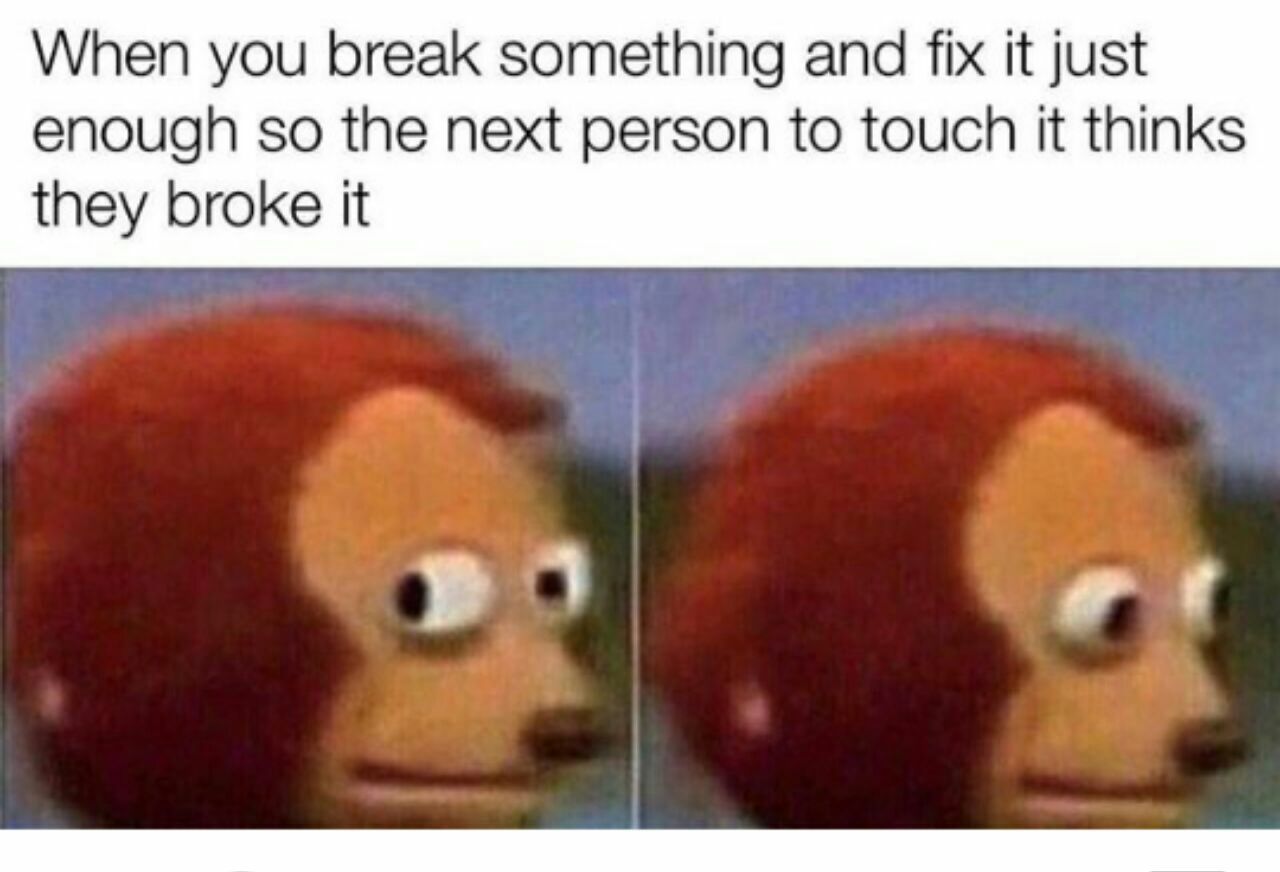 When you break something and fix it just
enough so the next person to touch it thinks
they broke it